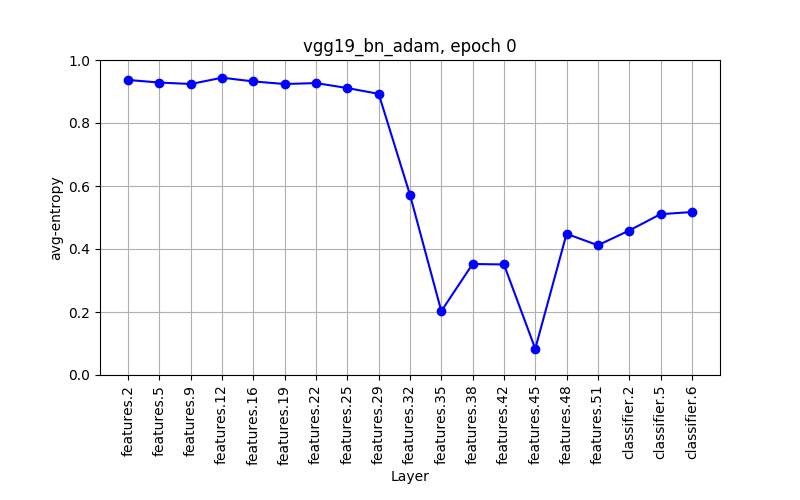 vgg19_bn_adam, epoch 0
avg-entropy
1.0
0.8
0.6
0.4
0.2
0.0
features.2
features.5
features.9
features.12
features.16
features.19
features.22
features.25
features.29
features.32
features.35
features.38
features.42
features.45
features.48
features.51
classifier.2
classifier.5
classifier.6
Layer